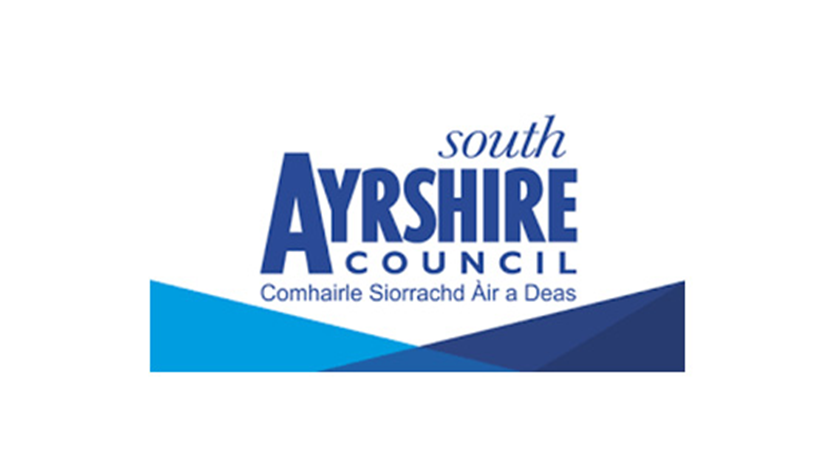 south
AYRSHIRE
COUNCIL
Comhairle Siorrachd Àir a Deas